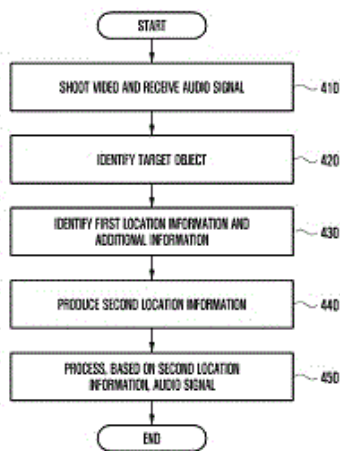 START
SHOOT VIDEO AND RECEIVE AUDIO SIGNAL
410
IDENTIFY TARGET OBJECT
420
IDENTIFY FIRST LOCATION INFORMATION AND
ADDITIONAL INFORMATION
430
PRODUCE SECOND LOCATION INFORMATION
440
PROCESS, BASED ON SECOND LOCATION
INFORMATION, AUDIO SIGNAL
450
END